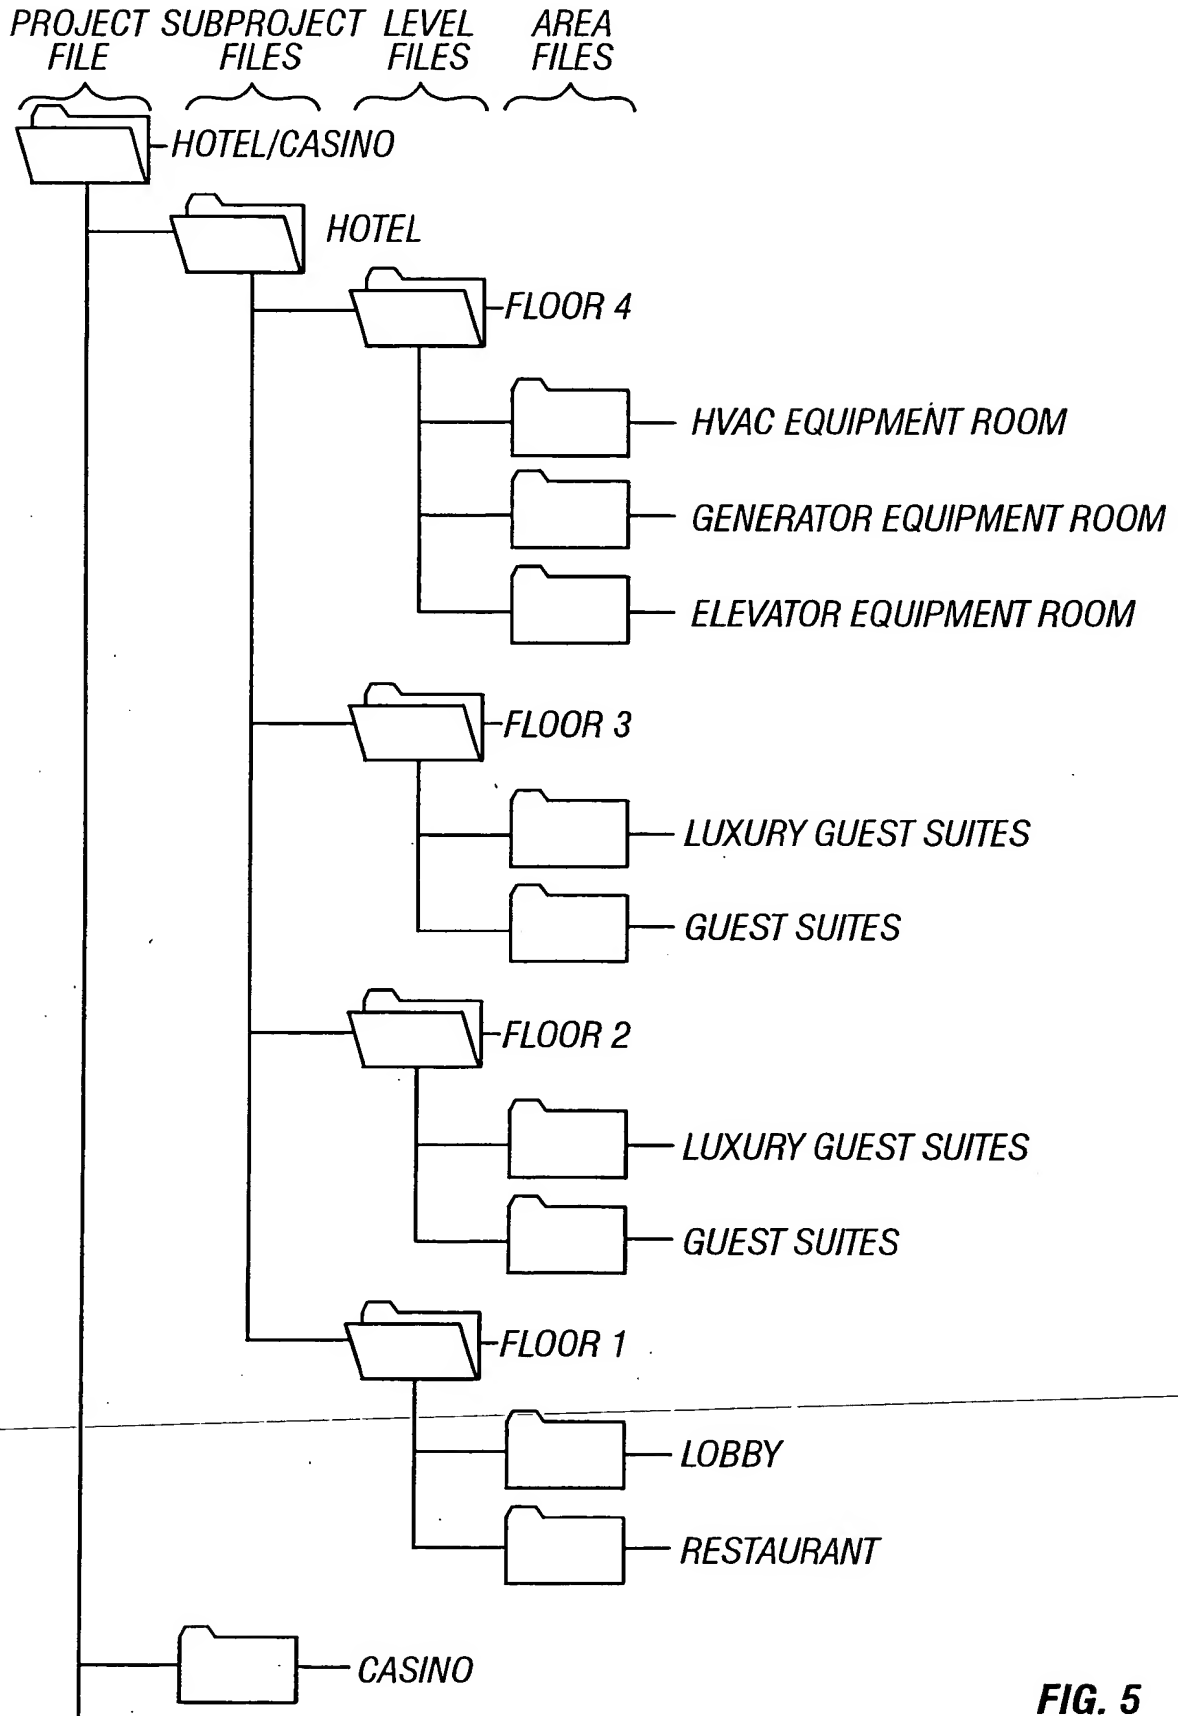 PROJECT SUBPROJECT LEVEL AREA
FILE FILES FILES FILES
HOTEL/CASINO
HOTEL
FLOOR 4
HVAC EQUIPMENT ROOM
GENERATOR EQUIPMENT ROOM
ELEVATOR EQUIPMENT ROOM
FLOOR 3
LUXURY GUEST SUITES
GUEST SUITES
FLOOR 2
LUXURY GUEST SUITES
GUEST SUITES
FLOOR 1
LOBBY
RESTAURANT
CASINO
FIG. 5